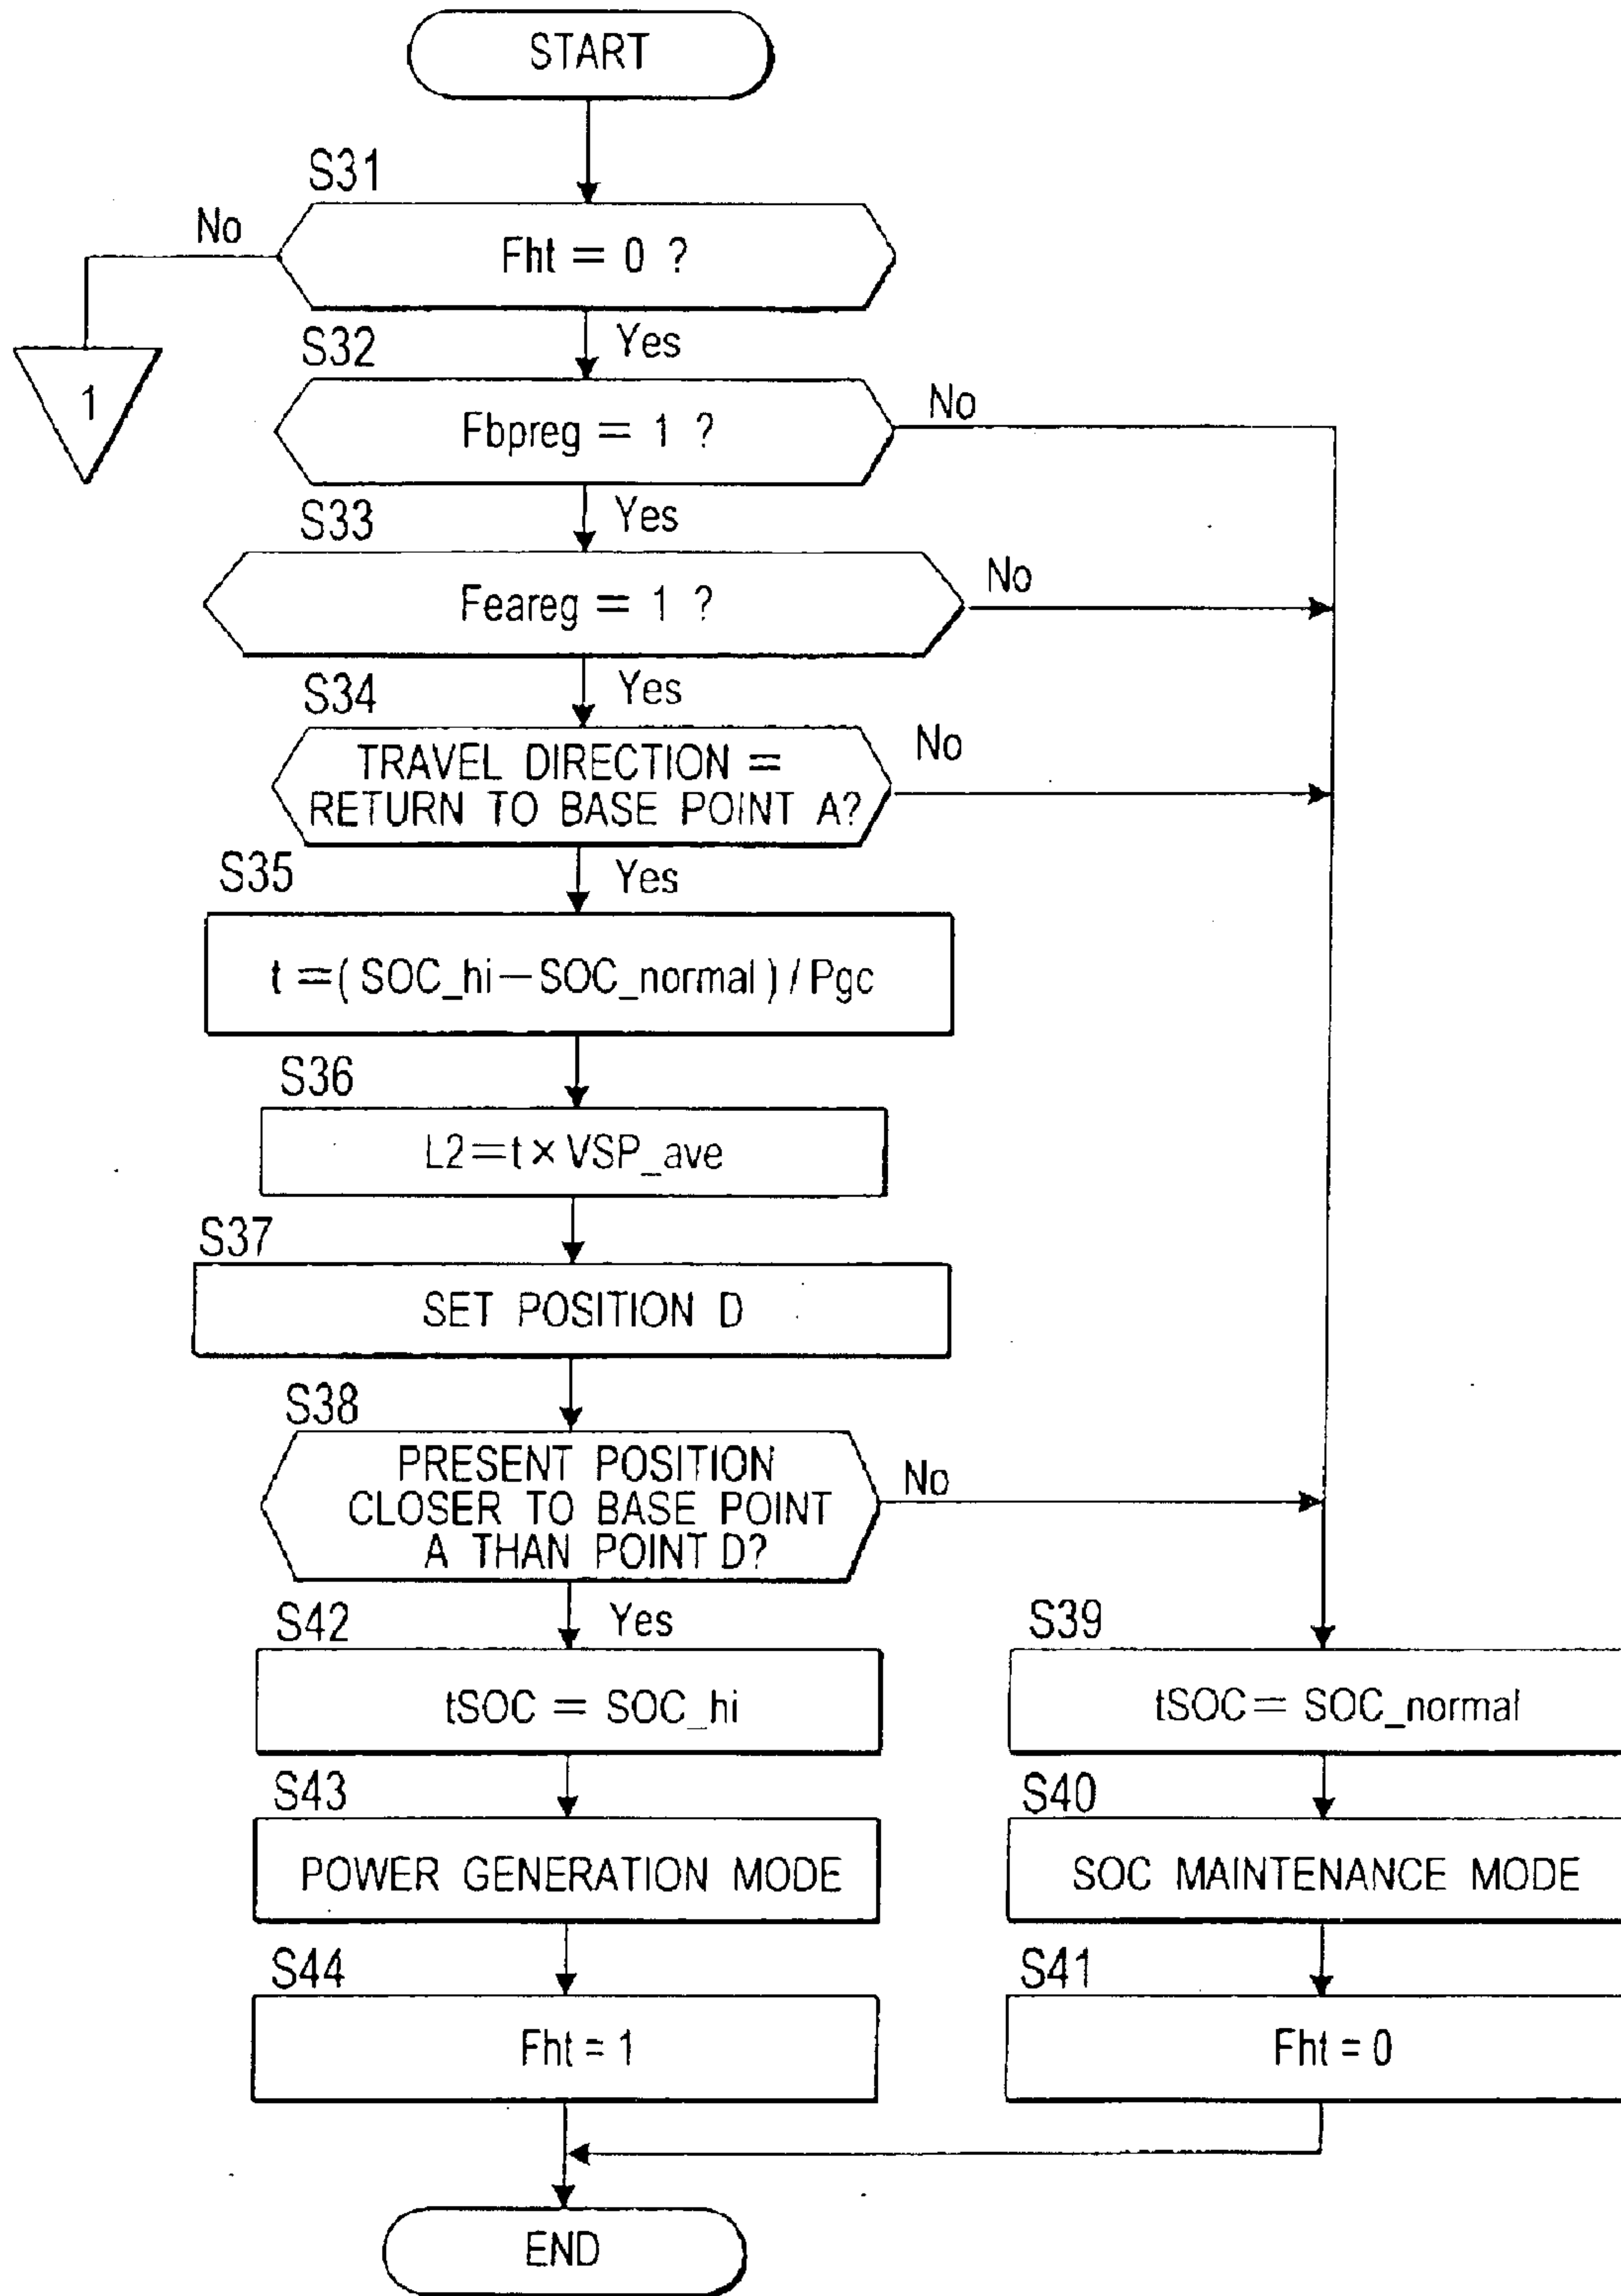 START
S31
No
Fht = 0 ?
1
S32
Yes
Fbpreg = 1 ?
No
S33
Yes
Feareg = 1 ?
No
S34
Yes
TRAVEL DIRECTION =
RETURN TO BASE POINT A?
No
S35
Yes
t =( SOC_hi−SOC_normal ) / Pgc
S36
L2=t × VSP_ave
S37
SET POSITION D
S38
PRESENT POSITION
CLOSER TO BASE POINT
A THAN POINT D?
No
S42
Yes
tSOC = SOC_hi
S39
tSOC = SOC_normal
S43
POWER GENERATION MODE
S40
SOC MAINTENANCE MODE
S44
Fht = 1
S41
Fht = 0
END